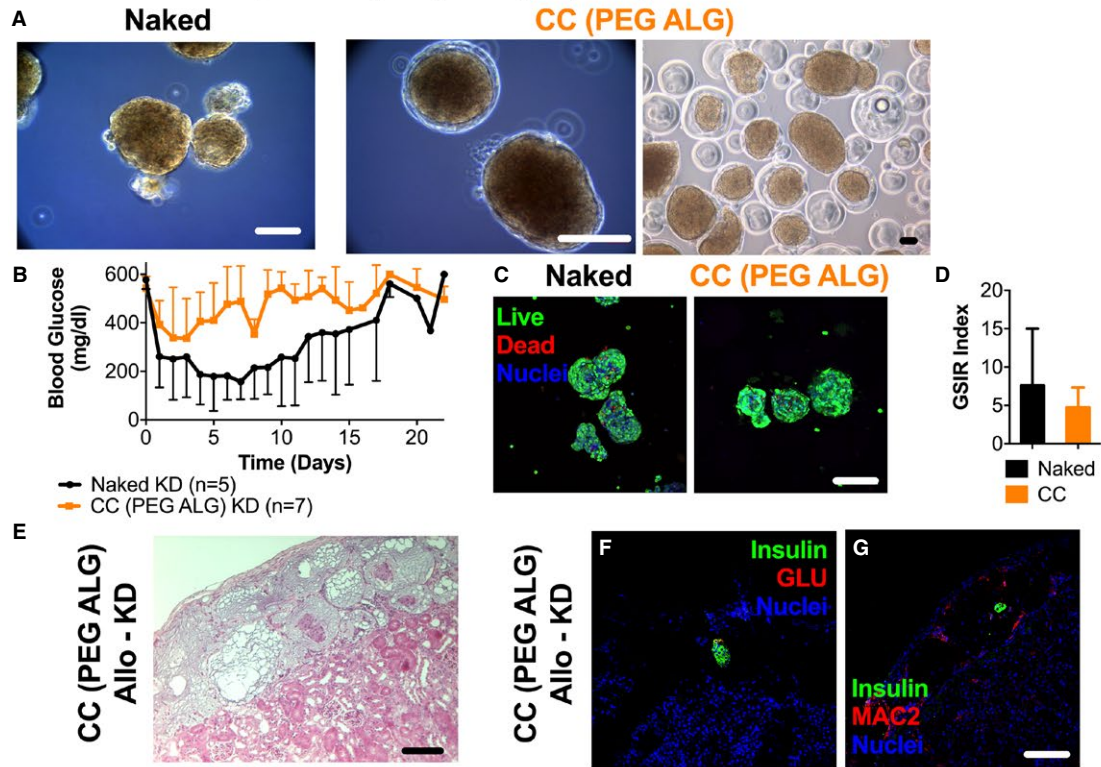 A
Naked
CC (PEG ALG)
B
600
400
200
0
Blood Glucose
(mg/dl)
0 5 10 15 20
Time (Days)
Naked KD (n=5)
CC (PEG ALG) KD (n=7)
C
Naked
CC (PEG ALG)
Live
Dead
Nuclei
D
20
15
10
5
0
GSIR Index
Naked
CC
E
CC (PEG ALG)
Allo - KD
CC (PEG ALG)
Allo - KD
F
Insulin
GLU
Nuclei
G
Insulin
MAC2
Nuclei